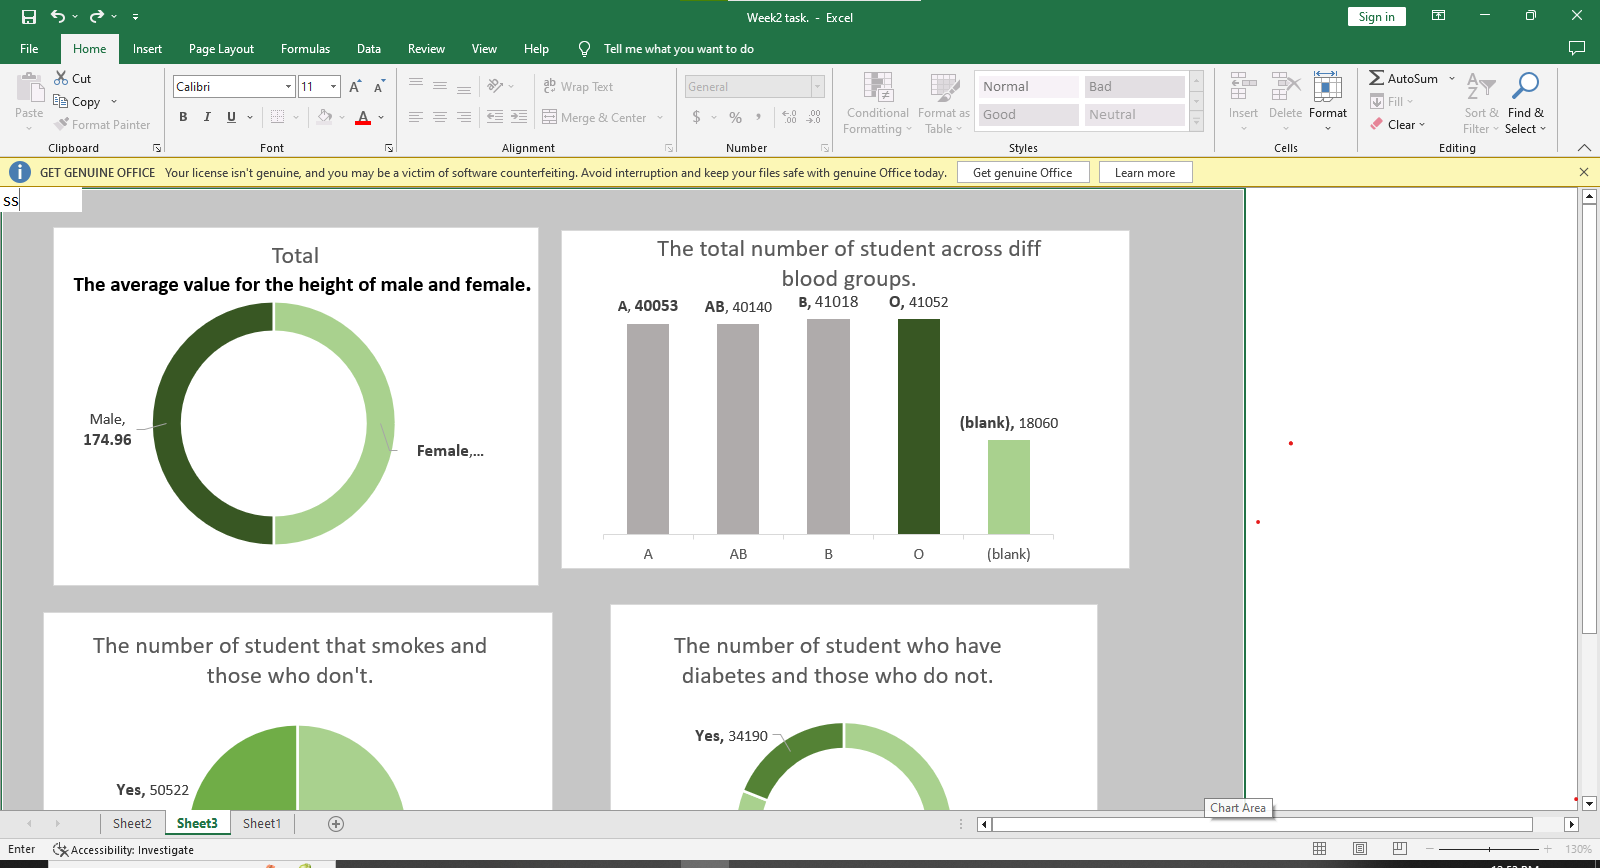 Week2 task.  -  Excel
Sign in
File Home Insert Page Layout Formulas Data Review View Help Tell me what you want to do
Paste
Cut
Copy
Format Painter
Clipboard
Calibri 11
B I U A
Font
Wrap Text
Merge & Center
Alignment
General
$ % ,
Number
Conditional Formatting
Format as Table
Normal Bad
Good Neutral
Styles
Insert Delete Format
Cells
AutoSum
Fill
Clear
Sort & Filter
Find & Select
Editing
GET GENUINE OFFICE Your license isn't genuine, and you may be a victim of software counterfeiting. Avoid interruption and keep your files safe with genuine Office today. Get genuine Office Learn more
ss
Total
The average value for the height of male and female.
Male,
174.96
Female,...
The total number of student across diff
blood groups.
A, 40053 AB, 40140 B, 41018 O, 41052
(blank), 18060
A AB B O (blank)
The number of student that smokes and
those who don't.
Yes, 50522
The number of student who have
diabetes and those who do not.
Yes, 34190
Chart Area
Sheet2 Sheet3 Sheet1
Enter Accessibility: Investigate 130%